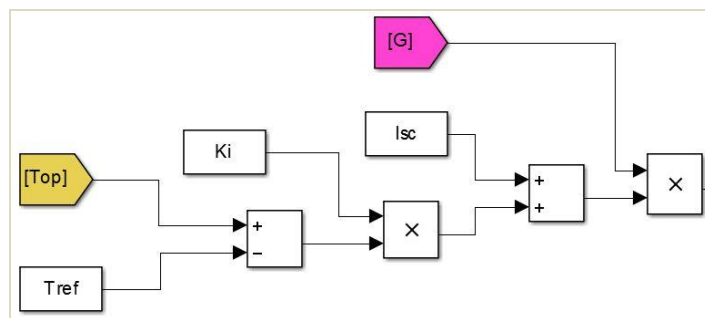 [G]
Isc
Ki
+
+
×
[Top]
+
−
×
Tref